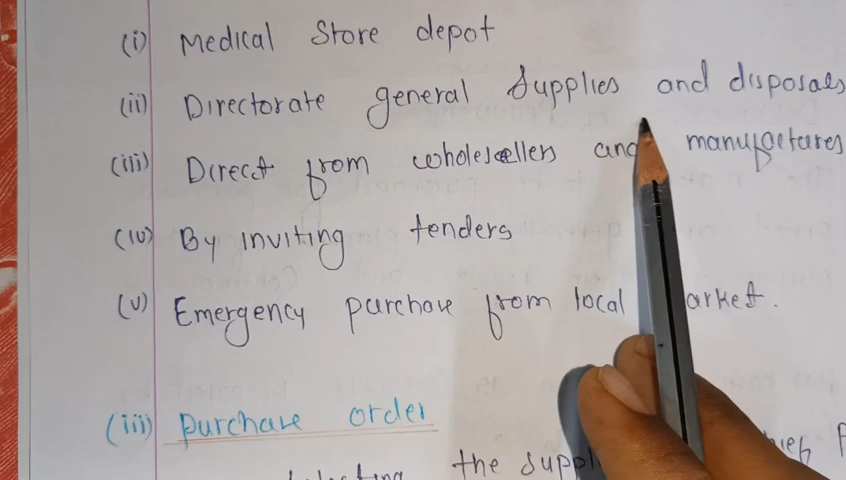 (i) Medical Store depot
(ii) Directorate general Supplies and disposals
(iii) Direct from wholesellers and manufactures
(iv) By inviting tenders
(v) Emergency purchase from local arket.
(iii) Purchase order
the